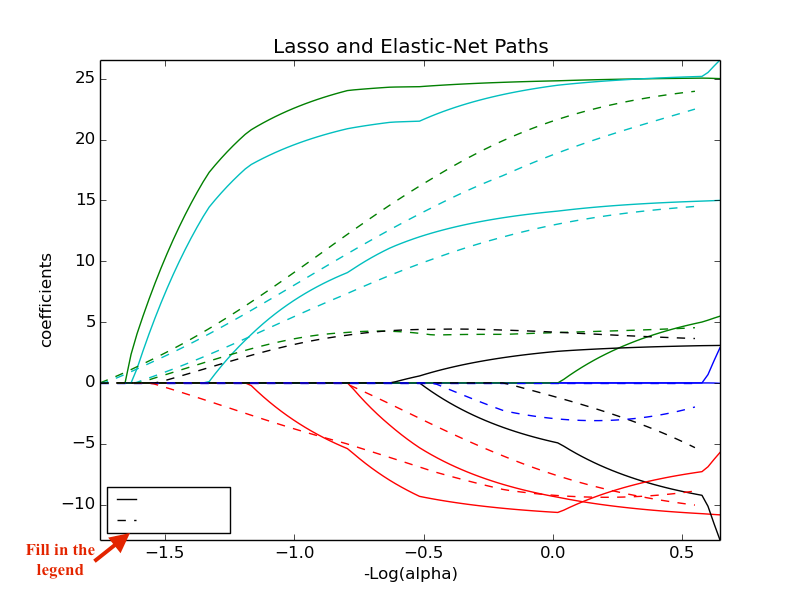 Lasso and Elastic-Net Paths
25
20
15
10
5
0
−5
−10
coefficients
−1.5 −1.0 −0.5 0.0 0.5
-Log(alpha)
Fill in the
legend